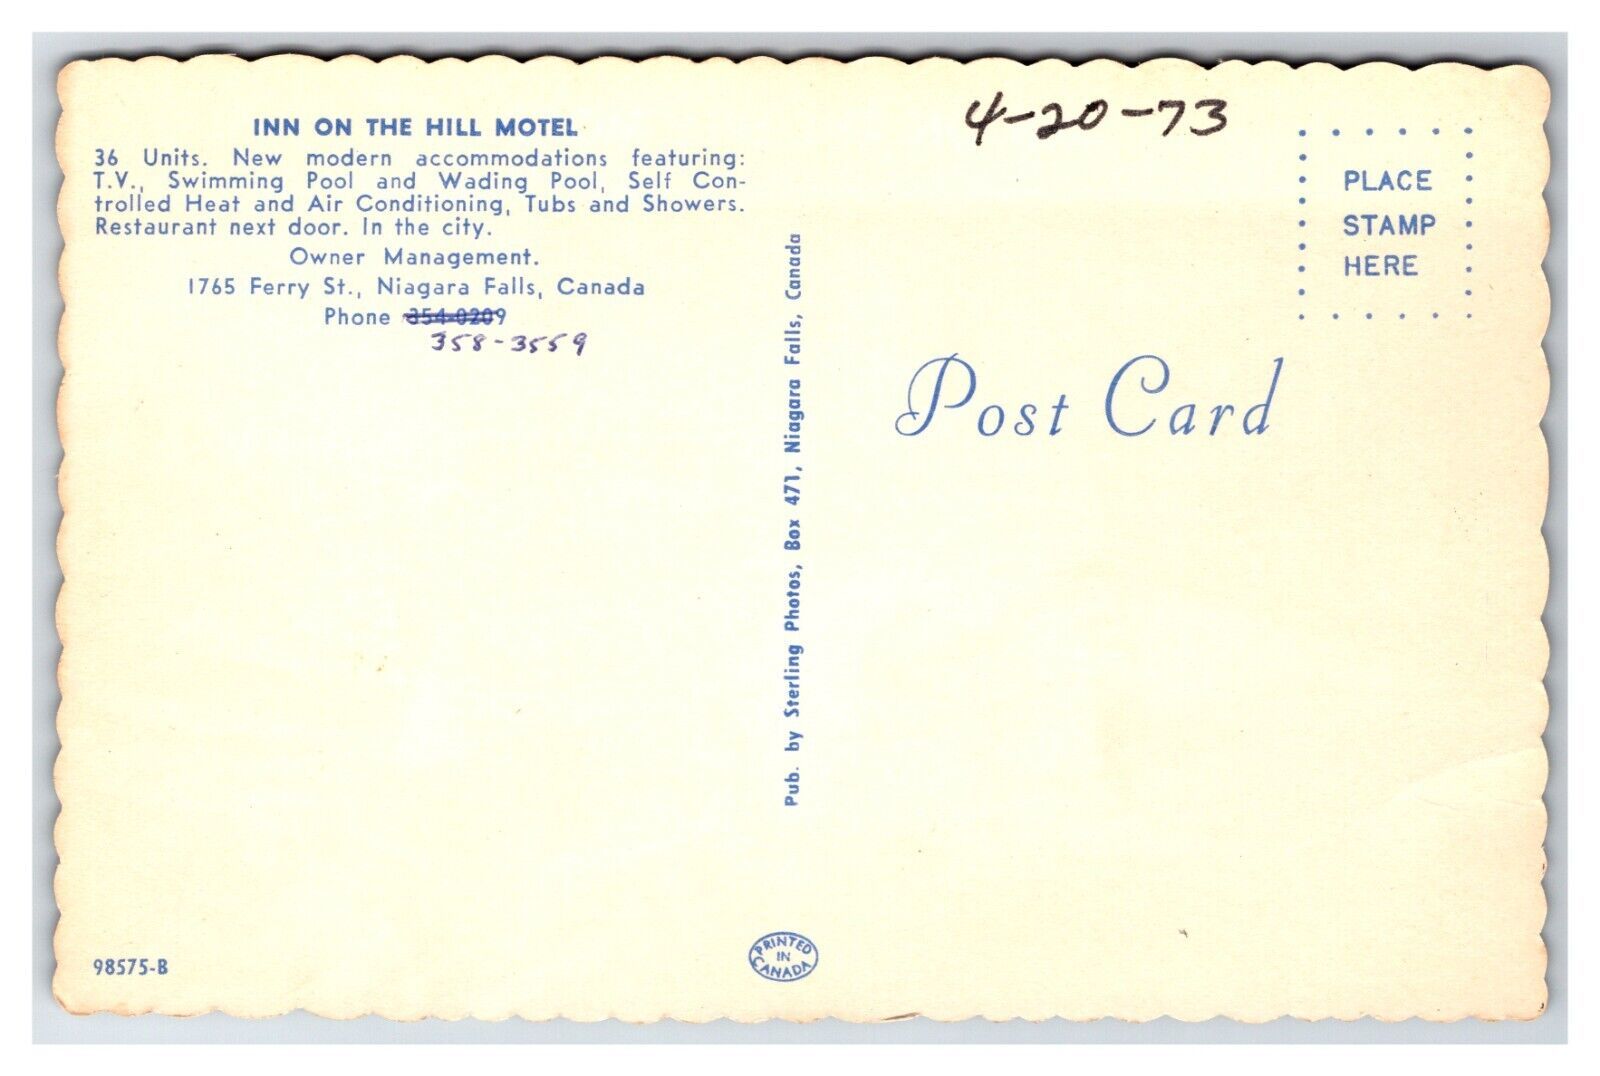 INN ON THE HILL MOTEL
36 Units. New modern accommodations featuring:
T.V., Swimming Pool and Wading Pool, Self Con-
trolled Heat and Air Conditioning, Tubs and Showers.
Restaurant next door. In the city.
Owner Management.
1765 Ferry St., Niagara Falls, Canada
Phone 354-0209
358-3559
98575-B
Pub. by Sterling Photos, Box 471, Niagara Falls, Canada
PRINTED
IN
CANADA
4-20-73
PLACE
STAMP
HERE
Post Card